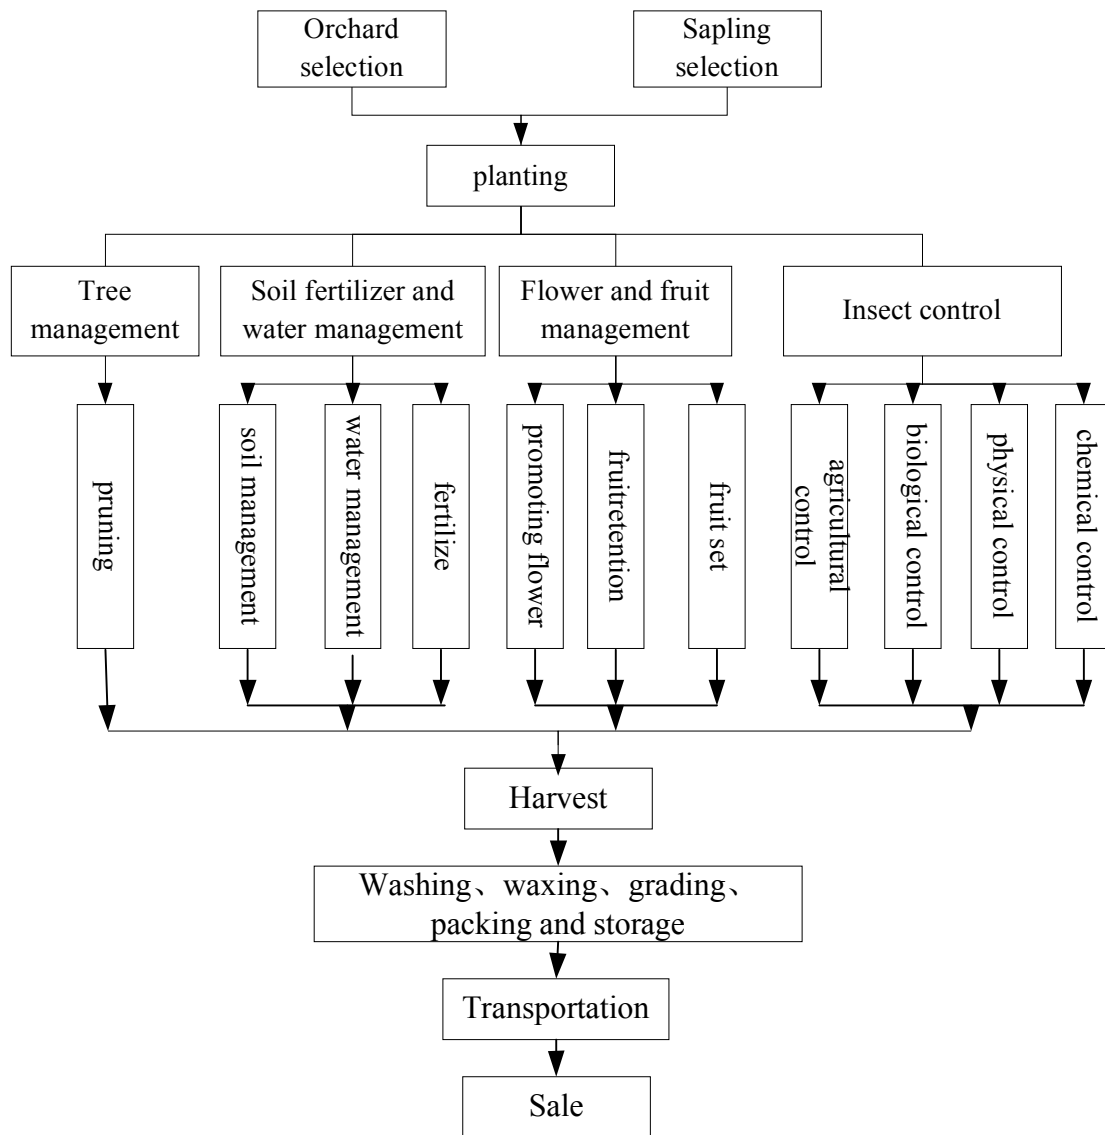 Orchard
selection
Sapling
selection
planting
Tree
management
Soil fertilizer and
water management
Flower and fruit
management
Insect control
pruning
soil management
water management
fertilize
promoting flower
fruitretention
fruit set
agricultural
control
biological control
physical control
chemical control
Harvest
Washing、waxing、grading、
packing and storage
Transportation
Sale